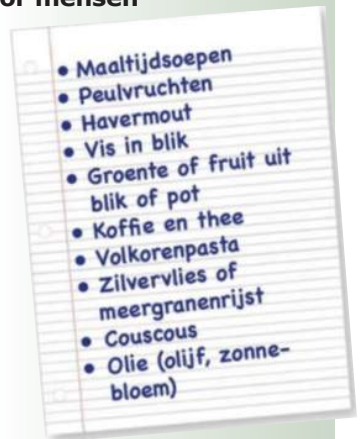 or mensen
• Maaltijdsoepen
• Peulvruchten
• Havermout
• Vis in blik
• Groente of fruit uit
blik of pot
• Koffie en thee
• Volkorenpasta
• Zilvervlies of
meergranenrijst
• Couscous
• Olie (olijf, zonne-
bloem)